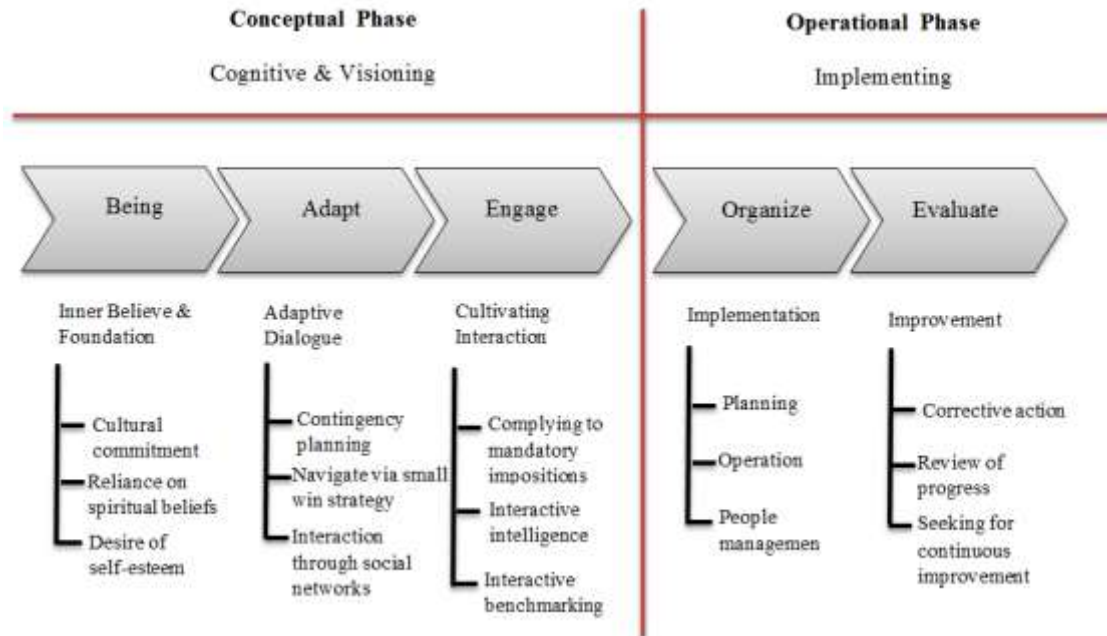 Conceptual Phase
Cognitive & Visioning
Operational Phase
Implementing
Being
Adapt
Engage
Organize
Evaluate
Inner Believe &
Foundation
Cultural
commitment
Reliance on
spiritual beliefs
Desire of
self-esteem
Adaptive
Dialogue
Contingency
planning
Navigate via small
win strategy
Interaction
through social
networks
Cultivating
Interaction
Complying to
mandatory
impositions
Interactive
intelligence
Interactive
benchmarking
Implementation
Planning
Operation
People
managemen
Improvement
Corrective action
Review of
progress
Seeking for
continuous
improvement